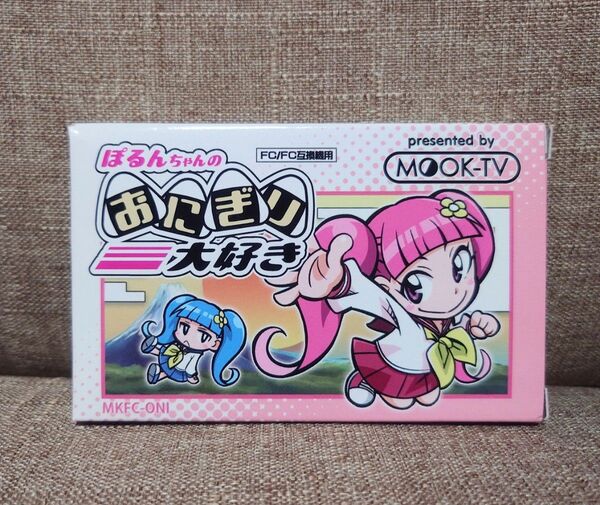 ぽるんちゃんの
おにぎり
大好き
FC/FC互換機用
presented by
MOOK-TV
MKFC-ONI